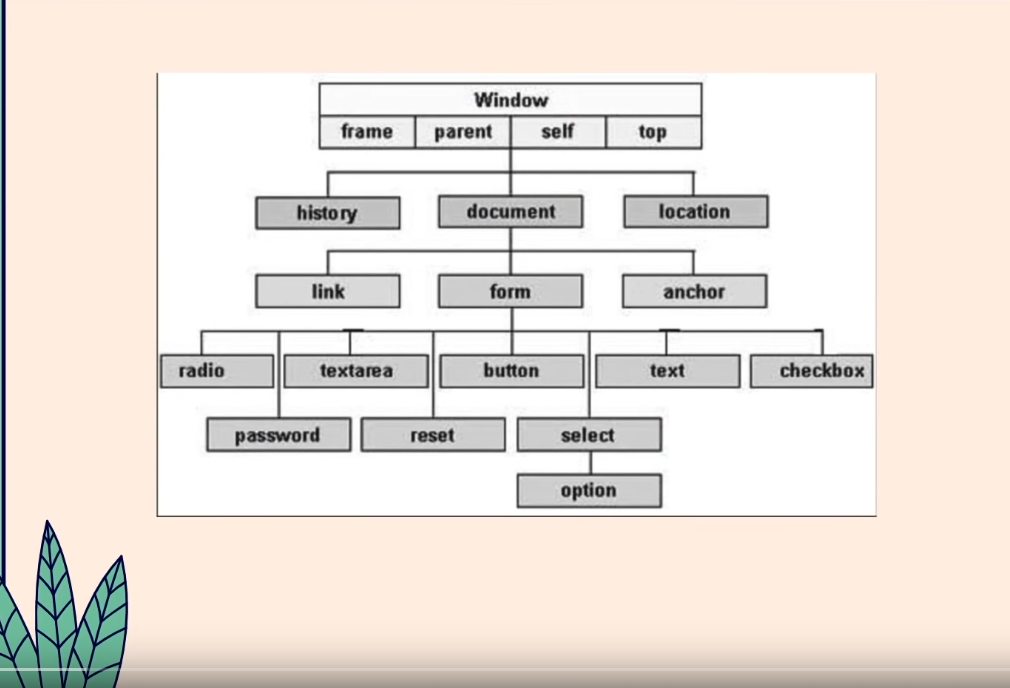 Window
frame parent self top
history document location
link form anchor
radio textarea button text checkbox
password reset select
option